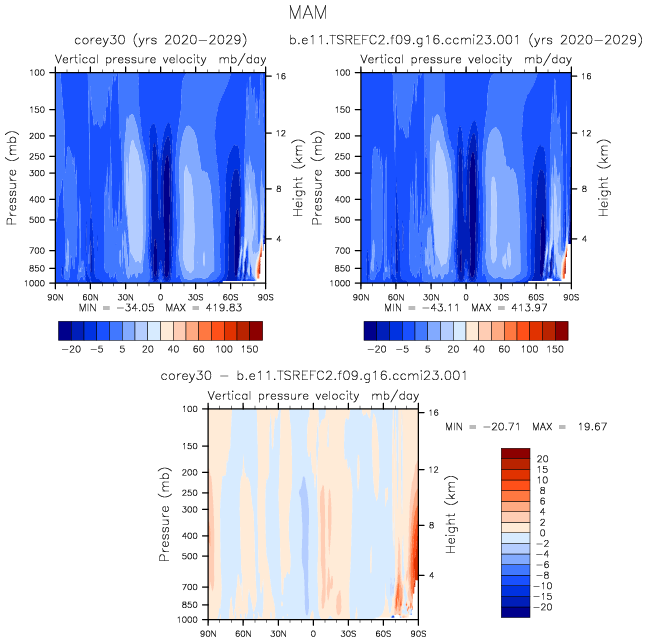 MAM
corey30 (yrs 2020-2029)
Vertical pressure velocity mb/day
100
150
200
250
300
400
500
700
850
1000
Pressure (mb)
16
12
8
4
Height (km)
90N 60N 30N 0 30S 60S 90S
MIN = -34.05 MAX = 419.83
-20 -5 5 20 40 60 100 150
b.e11.TSREFC2.f09.g16.ccmi23.001 (yrs 2020-2029)
Vertical pressure velocity mb/day
100
150
200
250
300
400
500
700
850
1000
Pressure (mb)
16
12
8
4
Height (km)
90N 60N 30N 0 30S 60S 90S
MIN = -43.11 MAX = 413.97
-20 -5 5 20 40 60 100 150
corey30 - b.e11.TSREFC2.f09.g16.ccmi23.001
Vertical pressure velocity mb/day
100
150
200
250
300
400
500
700
850
1000
Pressure (mb)
16
12
8
4
Height (km)
90N 60N 30N 0 30S 60S 90S
MIN = -20.71 MAX = 19.67
20
15
10
8
6
4
2
0
-2
-4
-6
-8
-10
-15
-20